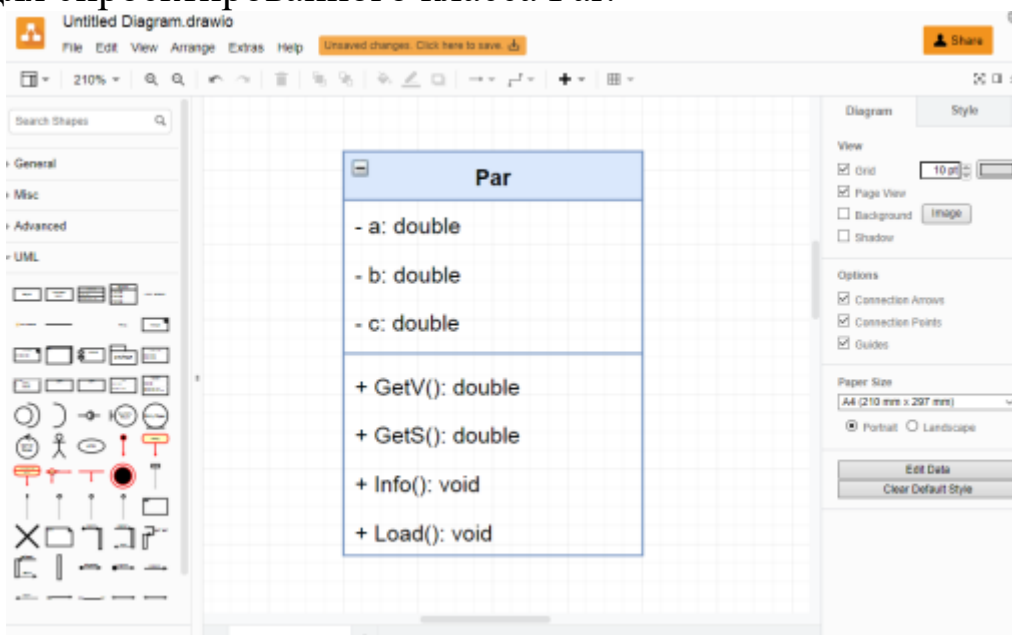 спроектированного класса Par.
Untitled Diagram.drawio
File Edit View Arrange Extras Help Unsaved changes. Click here to save.
Share
210%
Search Shapes
General
Misc
Advanced
UML
Par
- a: double
- b: double
- c: double
+ GetV(): double
+ GetS(): double
+ Info(): void
+ Load(): void
Diagram Style
View
Grid 10 pt
Page View
Background Image
Shadow
Options
Connection Arrows
Connection Points
Guides
Paper Size
A4 (210 mm x 297 mm)
Portrait Landscape
Edit Data
Clear Default Style